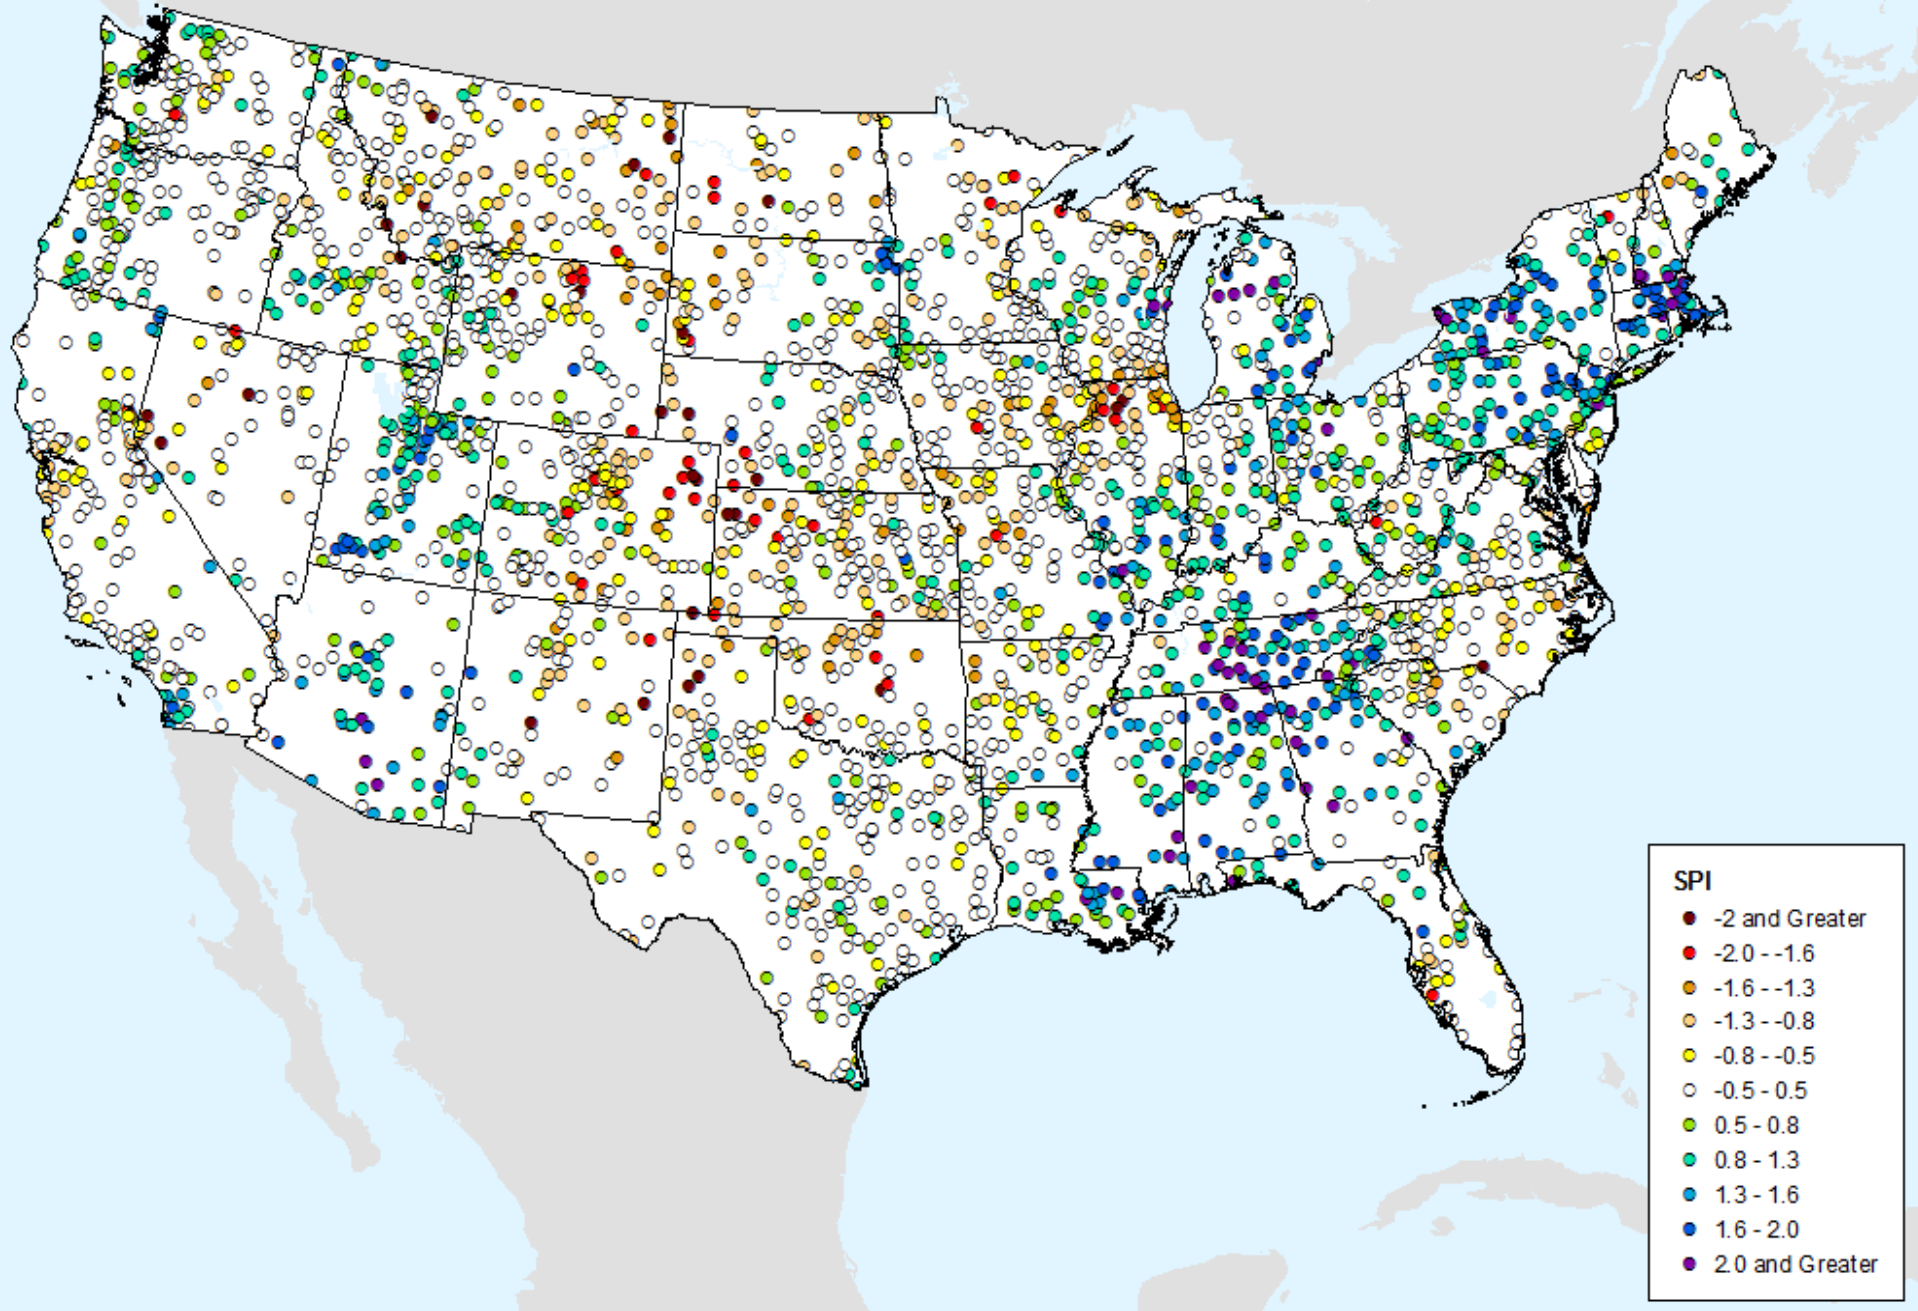 SPI
-2 and Greater
-2.0 - -1.6
-1.6 - -1.3
-1.3 - -0.8
-0.8 - -0.5
-0.5 - 0.5
0.5 - 0.8
0.8 - 1.3
1.3 - 1.6
1.6 - 2.0
2.0 and Greater